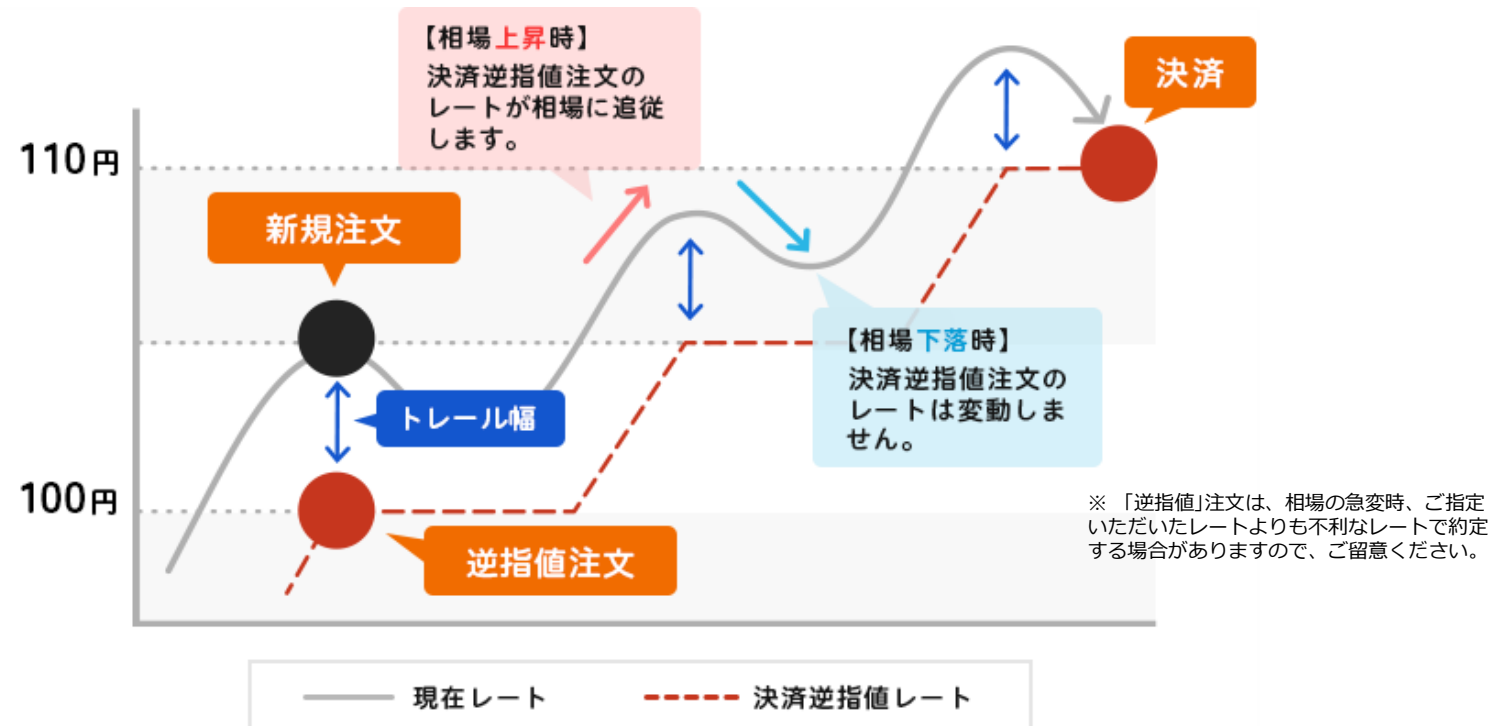 【相場上昇時】
決済逆指値注文の
レートが相場に追従
します。
決済
110円
新規注文
【相場下落時】
決済逆指値注文の
レートは変動しま
せん。
トレール幅
100円
逆指値注文
※ 「逆指値」注文は、相場の急変時、ご指定
いただいたレートよりも不利なレートで約定
する場合がありますので、ご留意ください。
現在レート
決済逆指値レート